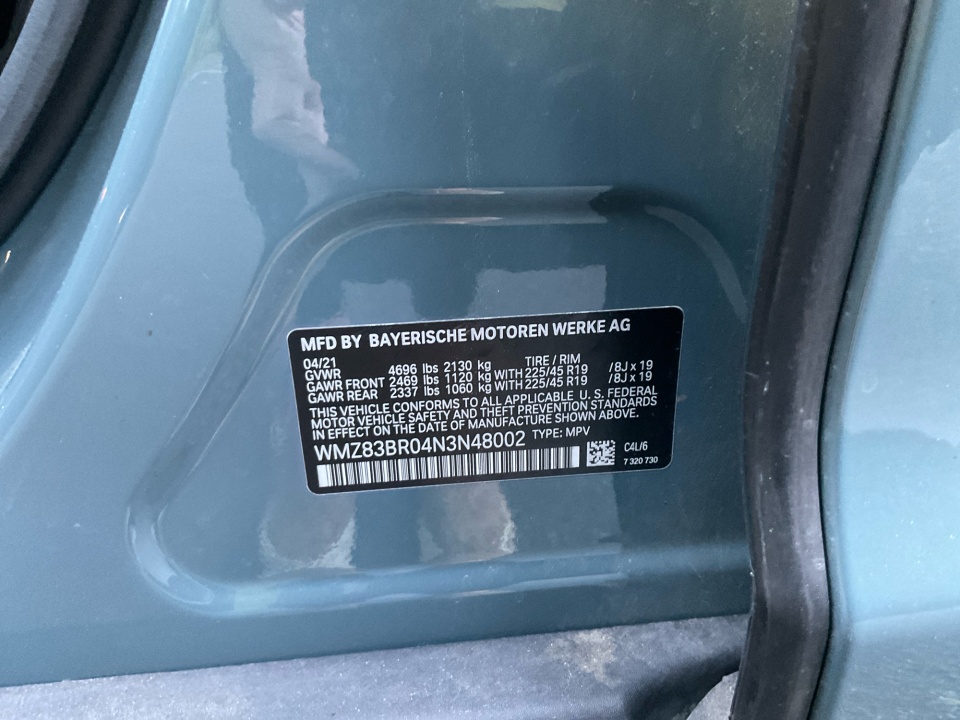 MFD BY BAYERISCHE MOTOREN WERKE AG
04/21 TIRE / RIM
GVWR 4696 lbs 2130 kg
GAWR FRONT 2469 lbs 1120 kg WITH 225/45 R19 / 8J x 19
GAWR REAR 2337 lbs 1060 kg WITH 225/45 R19 / 8J x 19
THIS VEHICLE CONFORMS TO ALL APPLICABLE U. S. FEDERAL
MOTOR VEHICLE SAFETY AND THEFT PREVENTION STANDARDS
IN EFFECT ON THE DATE OF MANUFACTURE SHOWN ABOVE.
WMZ83BR04N3N48002 TYPE: MPV
C4L/6
7 320 730